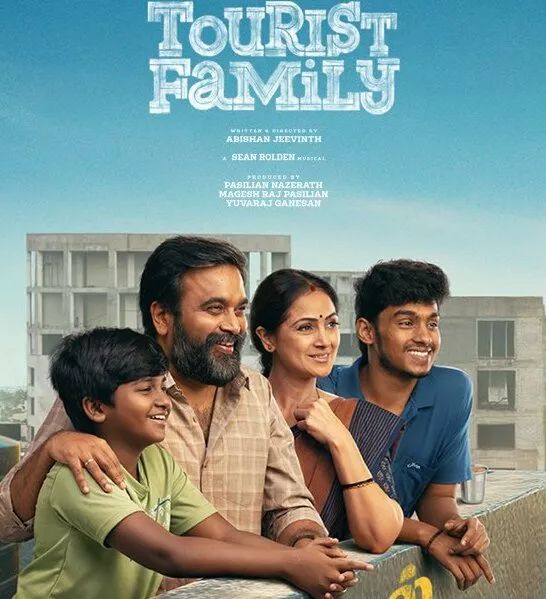 TOURIST
FAMiLY
WRITTEN & DIRECTED BY
ABISHAN JEEVINTH
A SEAN ROLDEN MUSICAL
PRODUCED BY
PASILIAN NAZERATH
MAGESH RAJ PASILIAN
YUVARAJ GANESAN